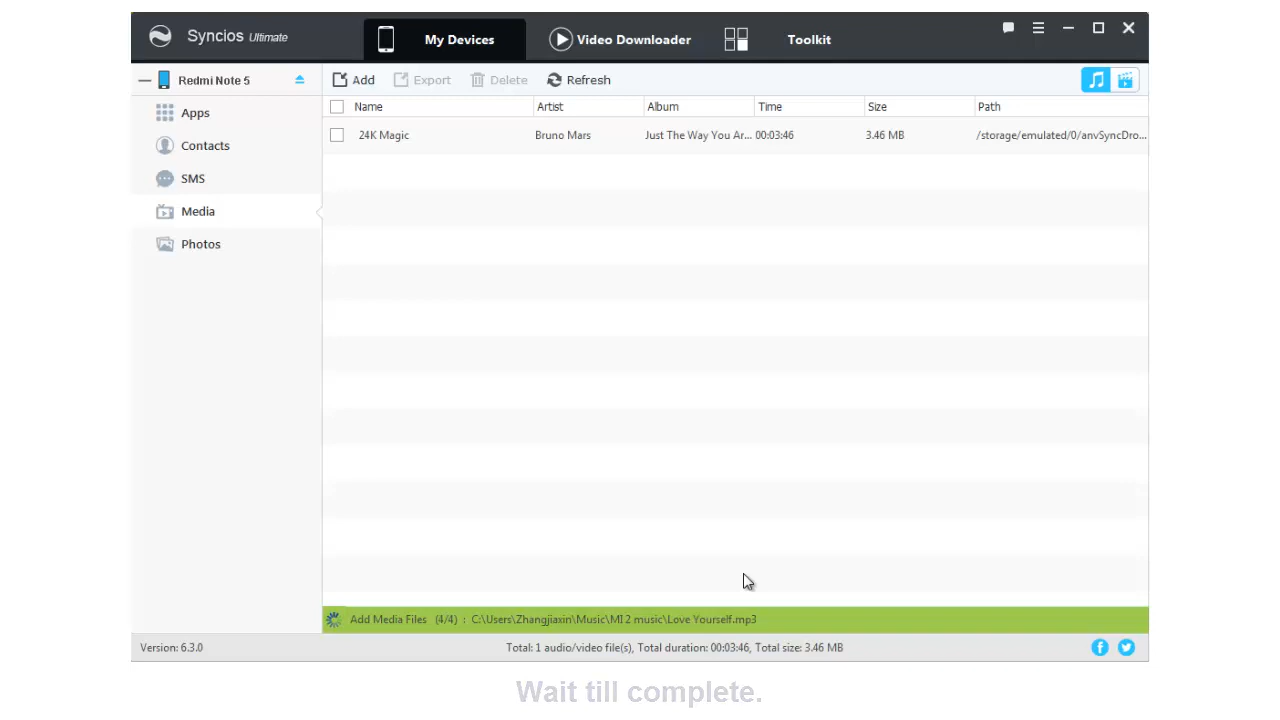 Syncios Ultimate
My Devices
Video Downloader
Toolkit
Redmi Note 5
Add Export Delete Refresh
Apps
Contacts
SMS
Media
Photos
Name Artist Album Time Size Path
24K Magic Bruno Mars Just The Way You Ar... 00:03:46 3.46 MB /storage/emulated/0/anvSyncDro...
Add Media Files (4/4) : C:\Users\Zhangjiaxin\Music\MI 2 music\Love Yourself.mp3
Version: 6.3.0
Total: 1 audio/video file(s), Total duration: 00:03:46, Total size: 3.46 MB
Wait till complete.